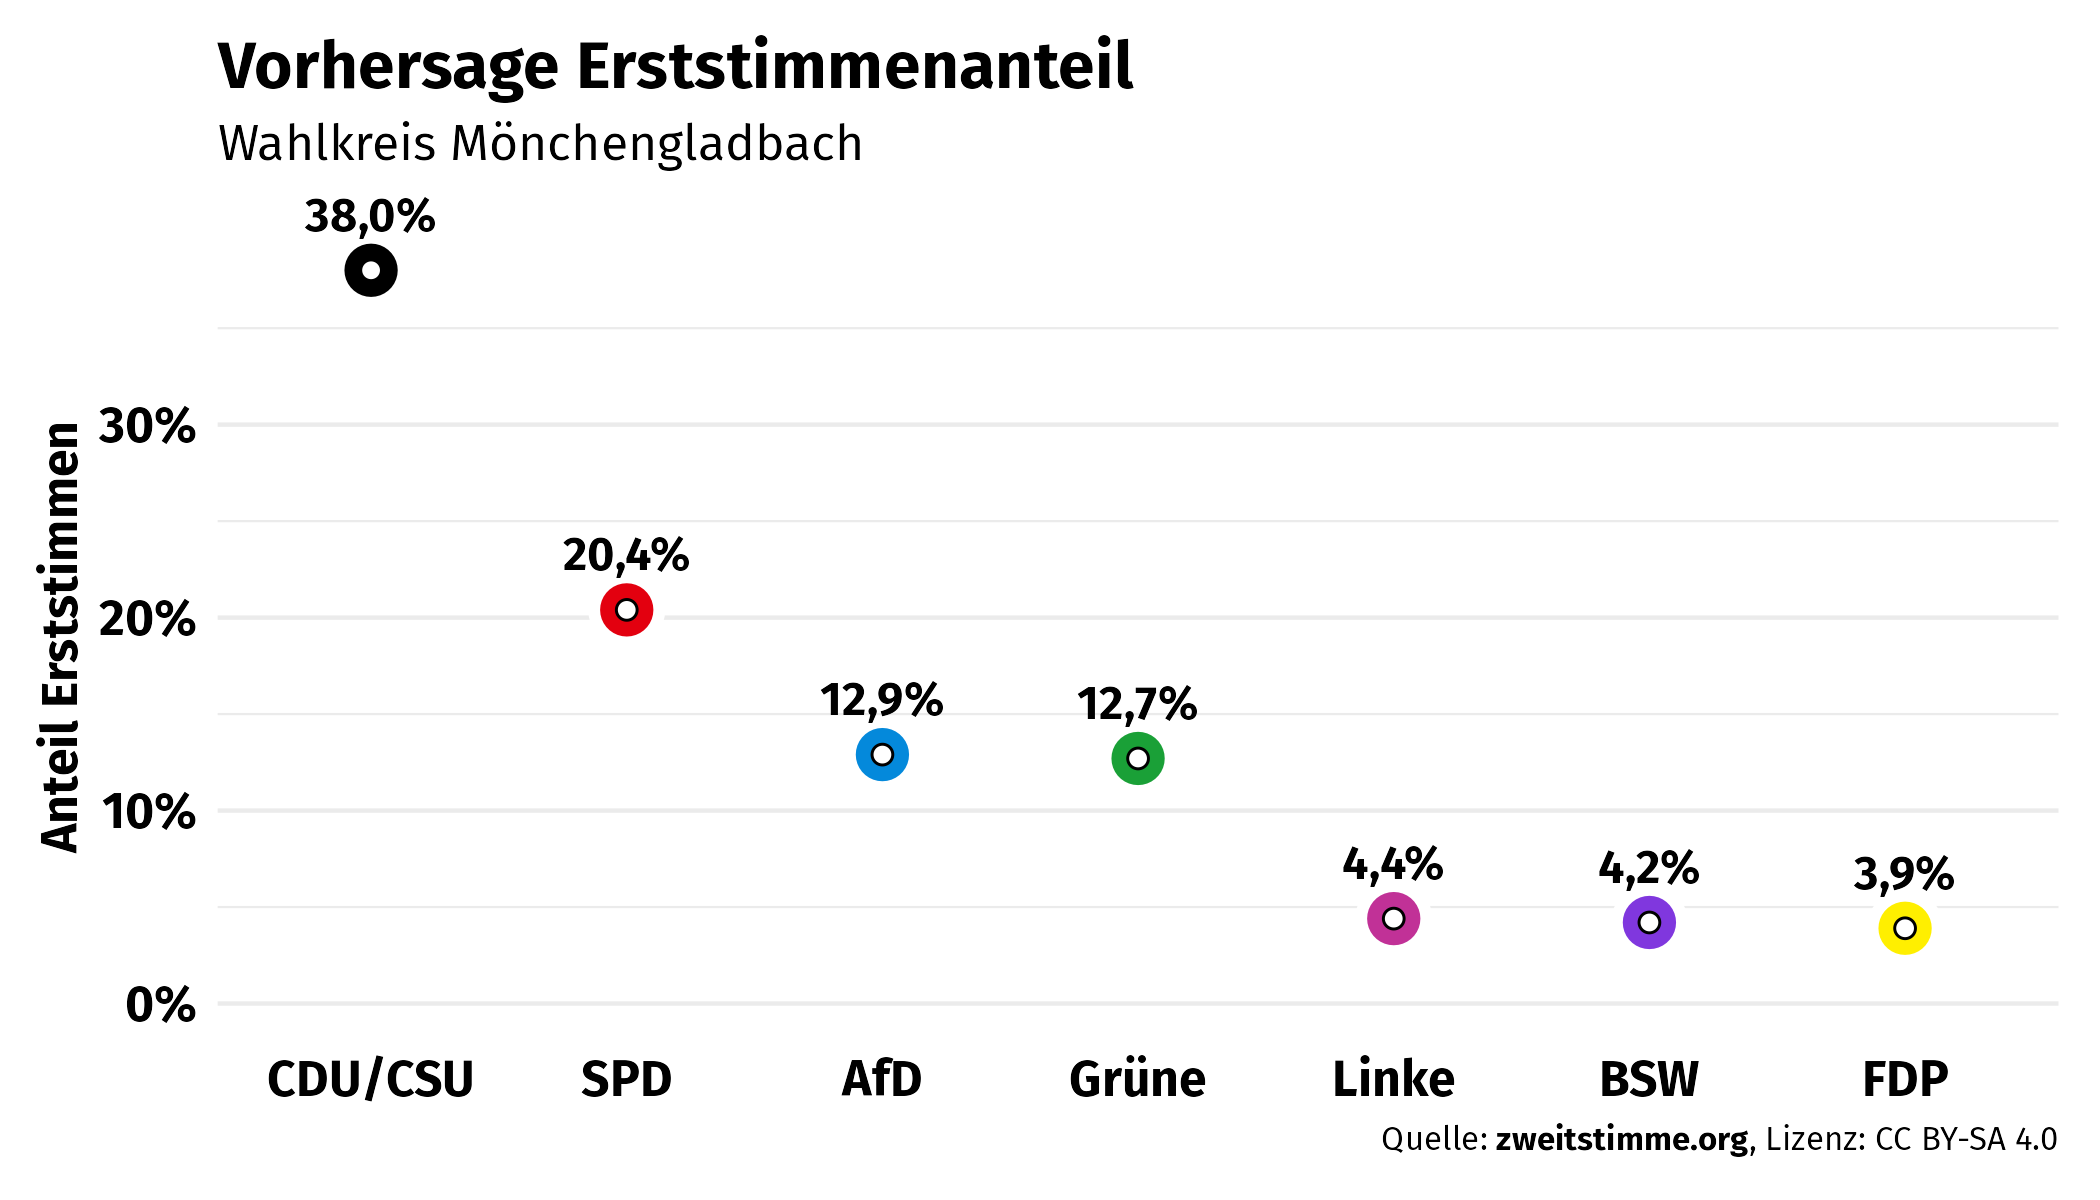 Vorhersage Erststimmenanteil
Wahlkreis Mönchengladbach
38,0%
30%
20,4%
20%
12,9%
12,7%
10%
4,4%
4,2%
3,9%
0%
Anteil Erststimmen
CDU/CSU SPD AfD Grüne Linke BSW FDP
Quelle: zweitstimme.org, Lizenz: CC BY-SA 4.0